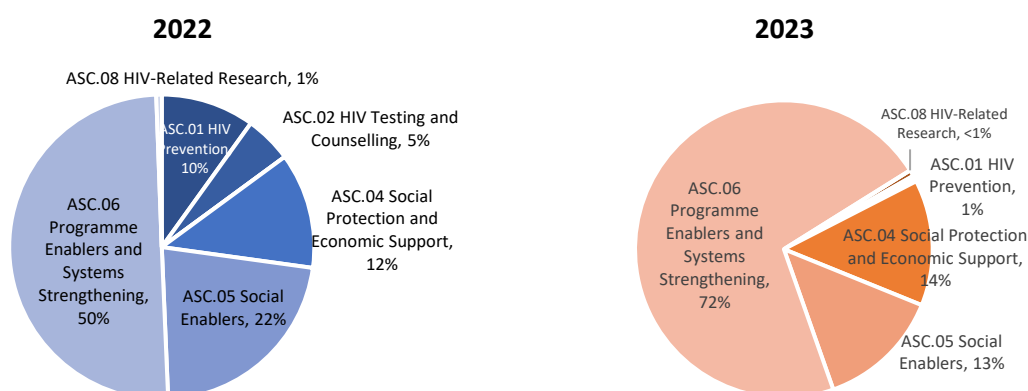 2022
ASC.08 HIV-Related Research, 1%
ASC.01 HIV
Prevention,
10%
ASC.02 HIV Testing and
Counselling, 5%
ASC.04 Social
Protection and
Economic Support,
12%
ASC.05 Social
Enablers, 22%
ASC.06
Programme
Enablers and
Systems
Strengthening,
50%
2023
ASC.08 HIV-Related
Research, <1%
ASC.01 HIV
Prevention,
1%
ASC.04 Social Protection
and Economic Support,
14%
ASC.05 Social
Enablers, 13%
ASC.06
Programme
Enablers and
Systems
Strengthening,
72%